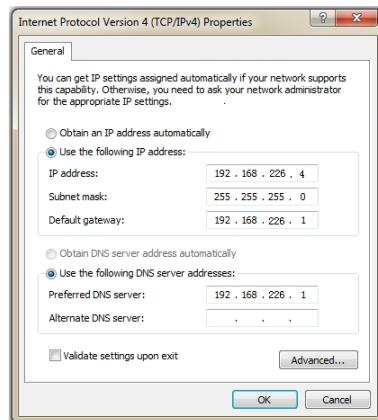 Internet Protocol Version 4 (TCP/IPv4) Properties
General
You can get IP settings assigned automatically if your network supports
this capability. Otherwise, you need to ask your network administrator
for the appropriate IP settings.
Obtain an IP address automatically
Use the following IP address:
IP address: 192 . 168 . 226 . 4
Subnet mask: 255 . 255 . 255 . 0
Default gateway: 192 . 168 . 226 . 1
Obtain DNS server address automatically
Use the following DNS server addresses:
Preferred DNS server: 192 . 168 . 226 . 1
Alternate DNS server: . . .
Validate settings upon exit
Advanced...
OK Cancel